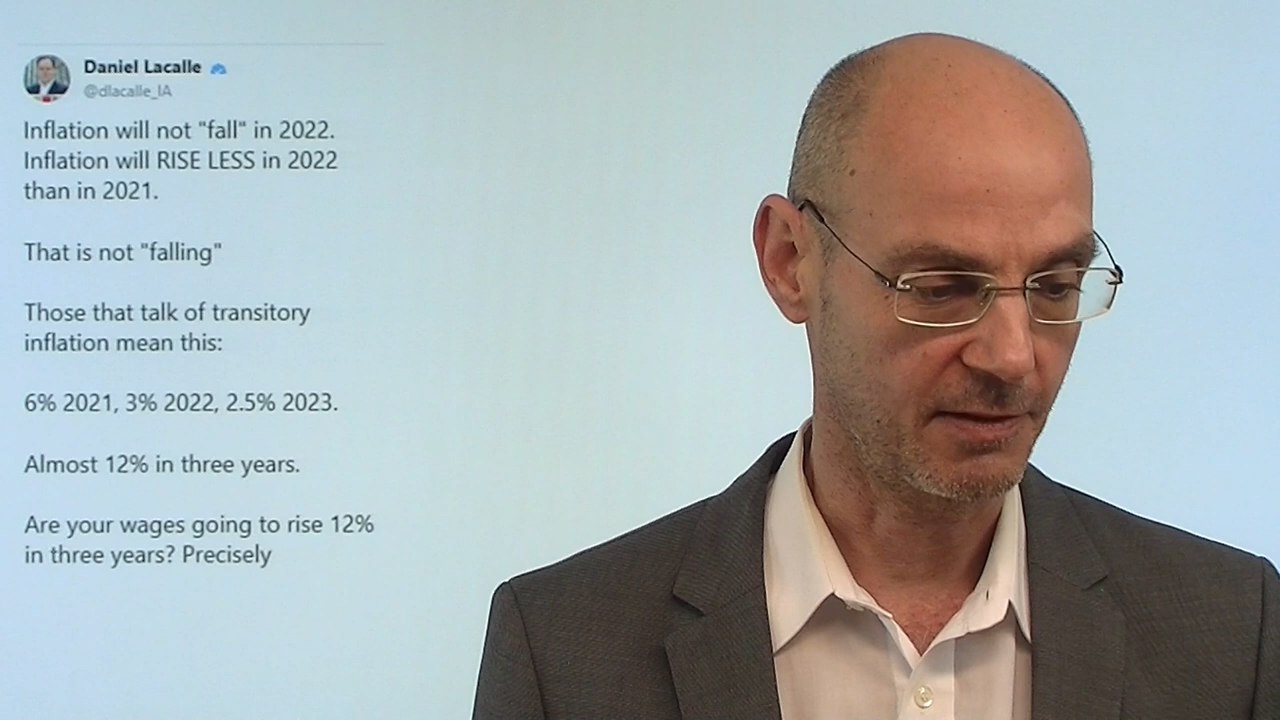 Daniel Lacalle
@dlacalle_IA
Inflation will not "fall" in 2022.
Inflation will RISE LESS in 2022
than in 2021.
That is not "falling"
Those that talk of transitory
inflation mean this:
6% 2021, 3% 2022, 2.5% 2023.
Almost 12% in three years.
Are your wages going to rise 12%
in three years? Precisely